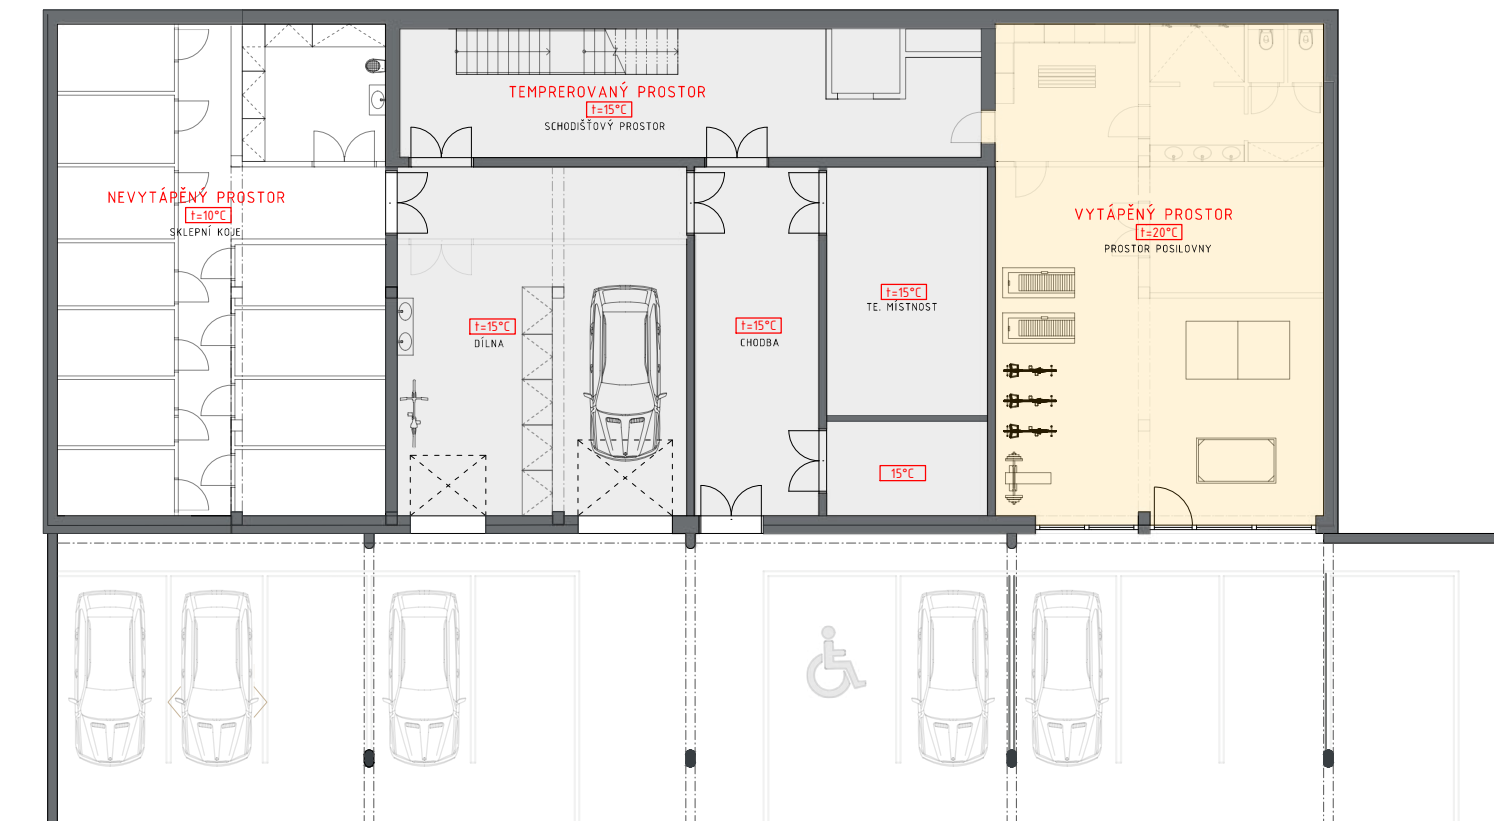 TEMPREROVANÝ PROSTOR
t=15°C
SCHODIŠŤOVÝ PROSTOR
NEVYTÁPĚNÝ PROSTOR
t=10°C
SKLEPNÍ KOJE
VYTÁPĚNÝ PROSTOR
t=20°C
PROSTOR POSILOVNY
t=15°C
TE. MÍSTNOST
t=15°C
DÍLNA
t=15°C
CHODBA
15°C